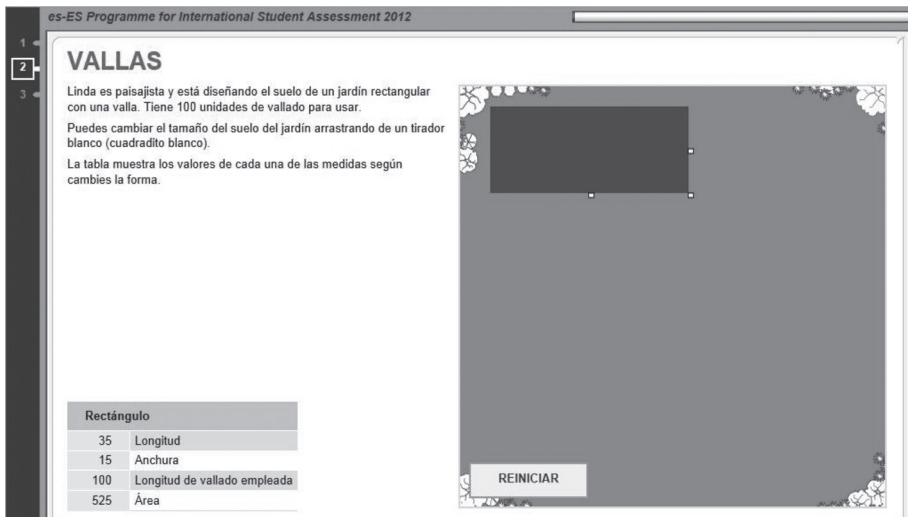 es-ES Programme for International Student Assessment 2012
1
2
3
VALLAS
Linda es paisajista y está diseñando el suelo de un jardín rectangular
con una valla. Tiene 100 unidades de vallado para usar.
Puedes cambiar el tamaño del suelo del jardín arrastrando de un tirador
blanco (cuadradito blanco).
La tabla muestra los valores de cada una de las medidas según
cambies la forma.
Rectángulo
35 Longitud
15 Anchura
100 Longitud de vallado empleada
525 Área
REINICIAR